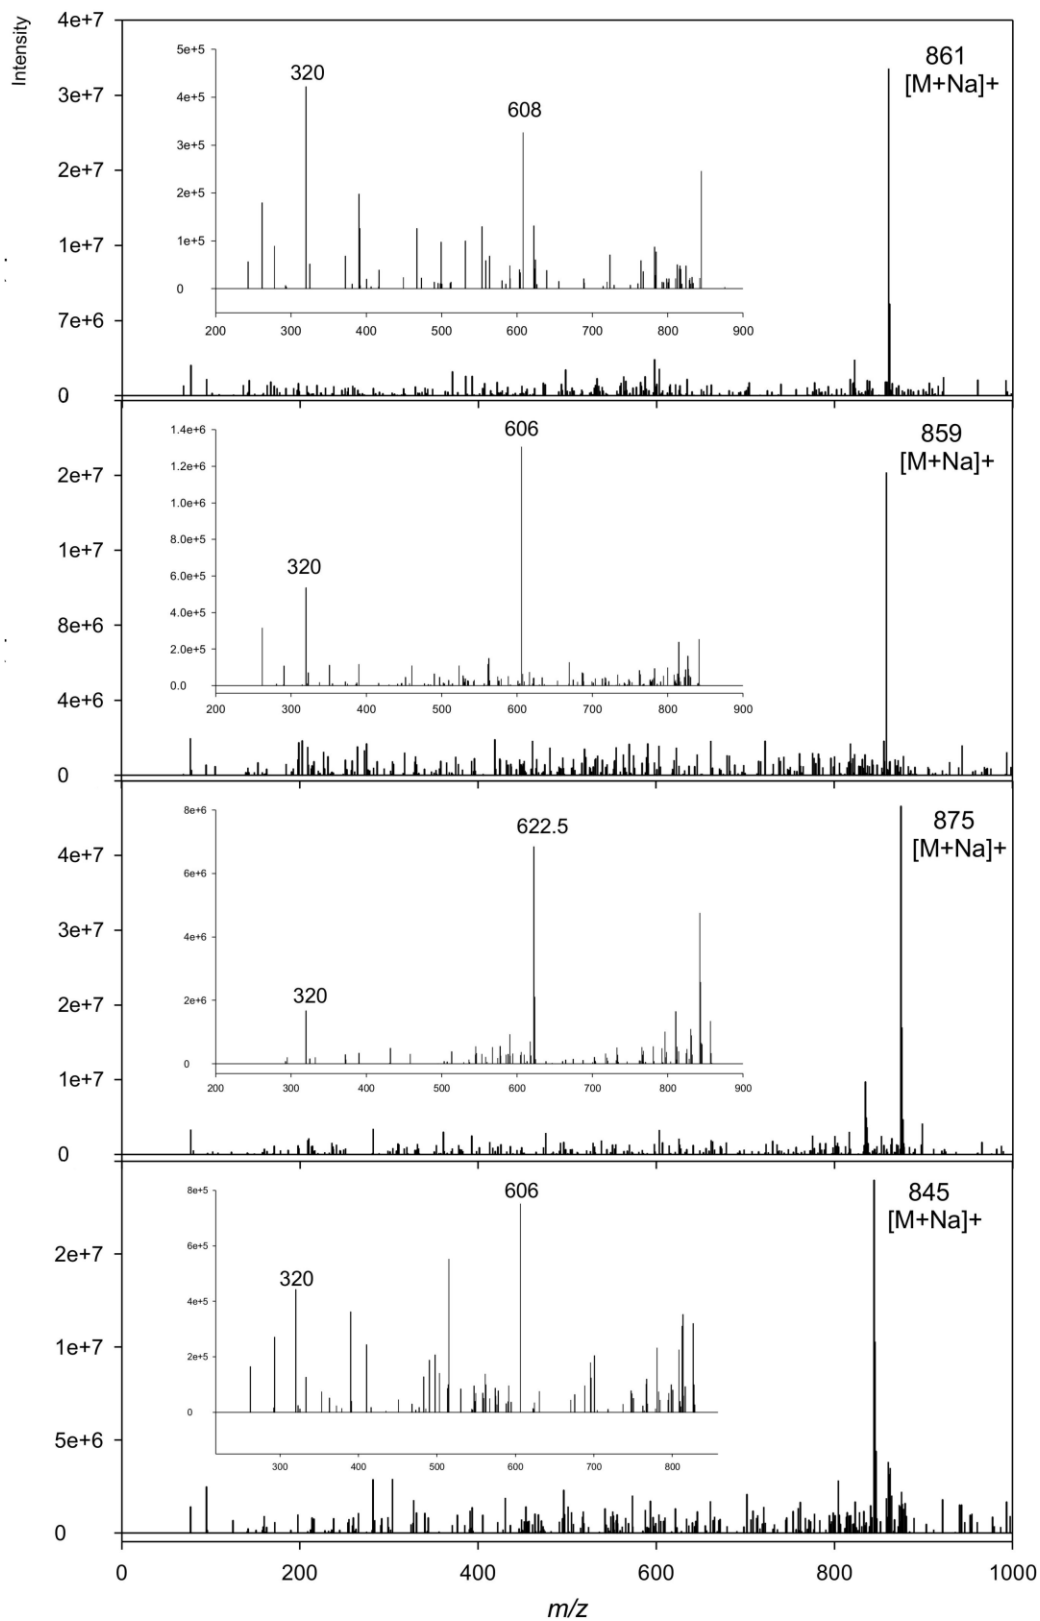 Intensity
4e+7
3e+7
2e+7
1e+7
7e+6
0
861
[M+Na]+
5e+5
4e+5
3e+5
2e+5
1e+5
0
320
608
200 300 400 500 600 700 800 900
2e+7
1e+7
8e+6
4e+6
0
859
[M+Na]+
1.4e+6
1.2e+6
1.0e+6
8.0e+5
6.0e+5
4.0e+5
2.0e+5
0.0
606
320
200 300 400 500 600 700 800 900
4e+7
3e+7
2e+7
1e+7
0
875
[M+Na]+
8e+6
6e+6
4e+6
2e+6
0
622.5
320
200 300 400 500 600 700 800 900
2e+7
1e+7
5e+6
0
845
[M+Na]+
8e+5
6e+5
4e+5
2e+5
0
606
320
300 400 500 600 700 800
0 200 400 600 800 1000
m/z